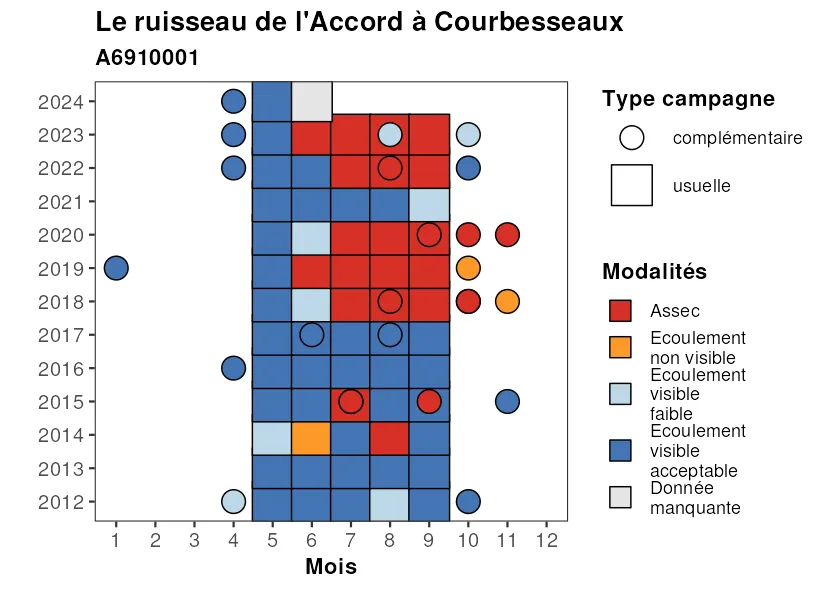 Le ruisseau de l'Accord à Courbesseaux
A6910001
2024
2023
2022
2021
2020
2019
2018
2017
2016
2015
2014
2013
2012
1 2 3 4 5 6 7 8 9 10 11 12
Mois
Type campagne
complémentaire
usuelle
Modalités
Assec
Ecoulement
non visible
Ecoulement
visible
faible
Ecoulement
visible
acceptable
Donnée
manquante